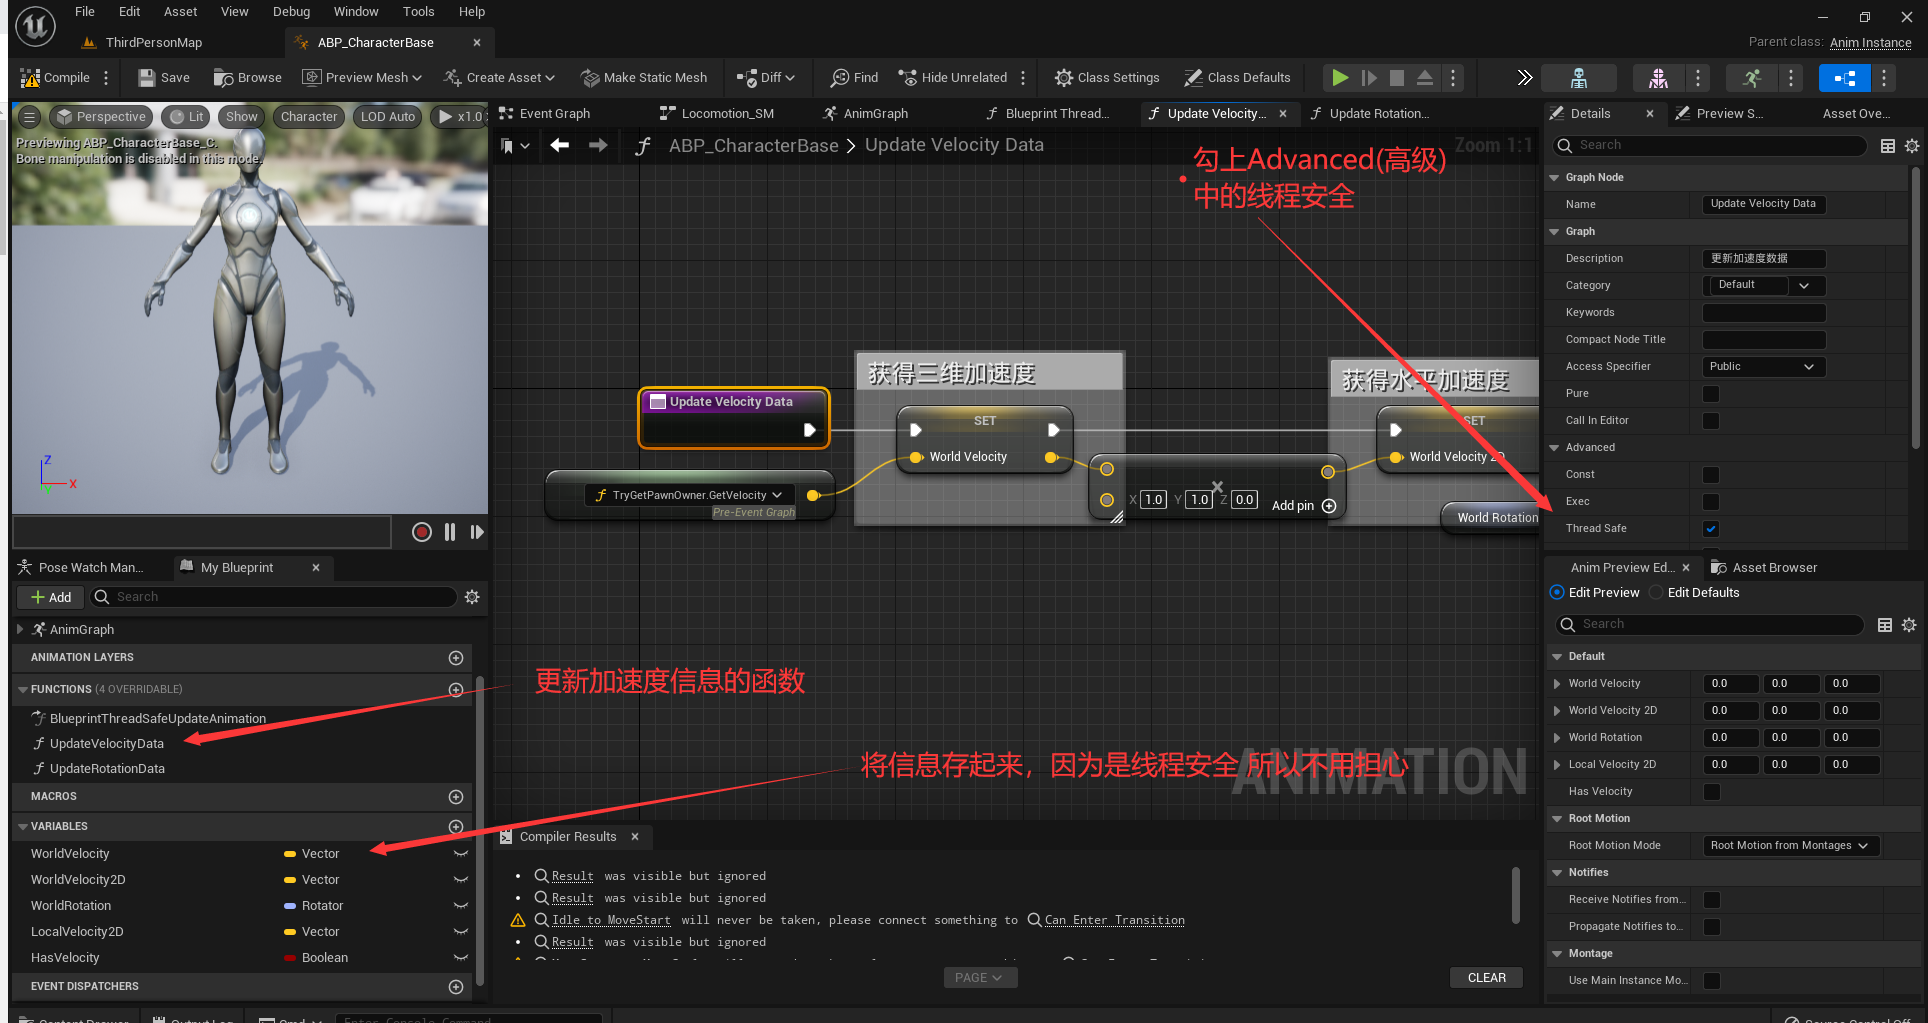 File Edit Asset View Debug Window Tools Help
ThirdPersonMap
ABP_CharacterBase
Parent class: Anim Instance
Compile Save Browse Preview Mesh Create Asset Make Static Mesh Diff Find Hide Unrelated Class Settings Class Defaults
Perspective Lit Show Character LOD Auto x1.0
Previewing ABP_CharacterBase_C.
Bone manipulation is disabled in this mode.
Z
X
Event Graph Locomotion_SM AnimGraph Blueprint Thread... Update Velocity... Update Rotation...
ABP_CharacterBase > Update Velocity Data
Zoom 1:1
勾上Advanced(高级)
中的线程安全
获得三维加速度
获得水平加速度
Update Velocity Data
SET
World Velocity
TryGetPawnOwner.GetVelocity
Pre-Event Graph
X 1.0 Y 1.0 Z 0.0
Add pin
SET
World Velocity 2D
World Rotation
更新加速度信息的函数
将信息存起来，因为是线程安全 所以不用担心
ANIMATION
Pose Watch Man... My Blueprint
Add Search
AnimGraph
ANIMATION LAYERS
FUNCTIONS (4 OVERRIDABLE)
BlueprintThreadSafeUpdateAnimation
UpdateVelocityData
UpdateRotationData
MACROS
VARIABLES
WorldVelocity Vector
WorldVelocity2D Vector
WorldRotation Rotator
LocalVelocity2D Vector
HasVelocity Boolean
EVENT DISPATCHERS
Compiler Results
Result was visible but ignored
Result was visible but ignored
Idle to MoveStart will never be taken, please connect something to Can Enter Transition
Result was visible but ignored
PAGE
CLEAR
Details Preview S... Asset Ove...
Search
Graph Node
Name Update Velocity Data
Graph
Description 更新加速度数据
Category Default
Keywords
Compact Node Title
Access Specifier Public
Pure
Call In Editor
Advanced
Const
Exec
Thread Safe
Anim Preview Ed... Asset Browser
Edit Preview Edit Defaults
Search
Default
World Velocity 0.0 0.0 0.0
World Velocity 2D 0.0 0.0 0.0
World Rotation 0.0 0.0 0.0
Local Velocity 2D 0.0 0.0 0.0
Has Velocity
Root Motion
Root Motion Mode Root Motion from Montages
Notifies
Receive Notifies from...
Propagate Notifies to...
Montage
Use Main Instance Mo...